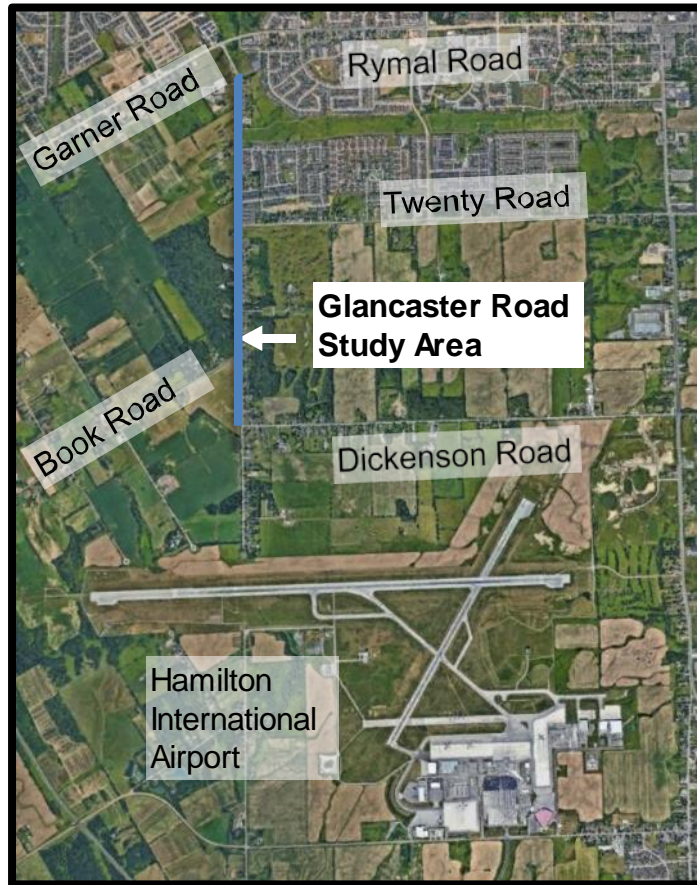 Rymal Road
Garner Road
Twenty Road
Glancaster Road
Study Area
Book Road
Dickenson Road
Hamilton
International
Airport